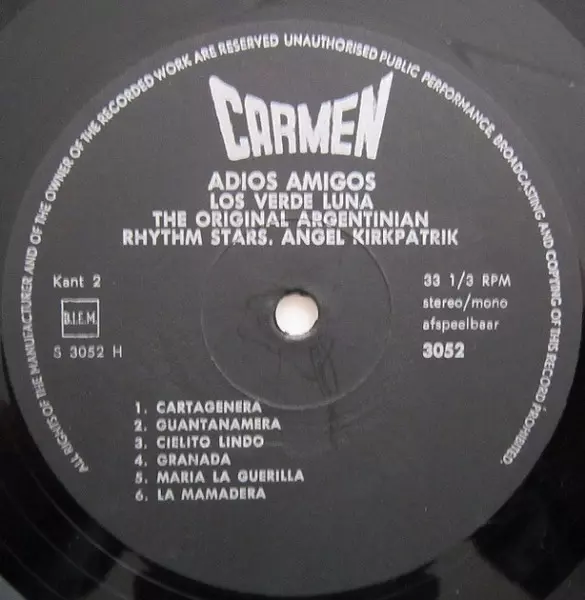 ALL RIGHTS OF THE MANUFACTURER AND OF THE OWNER OF THE RECORDED WORK ARE RESERVED UNAUTHORISED PUBLIC PERFORMANCE BROADCASTING AND COPYING OF THIS RECORD PROHIBITED.
CARMEN
ADIOS AMIGOS
LOS VERDE LUNA
THE ORIGINAL ARGENTINIAN
RHYTHM STARS. ANGEL KIRKPATRIK
Kant 2
B.I.E.M.
S 3052 H
33 1/3 RPM
stereo/mono
afspeelbaar
3052
1. CARTAGENERA
2. GUANTANAMERA
3. CIELITO LINDO
4. GRANADA
5. MARIA LA GUERILLA
6. LA MAMADERA